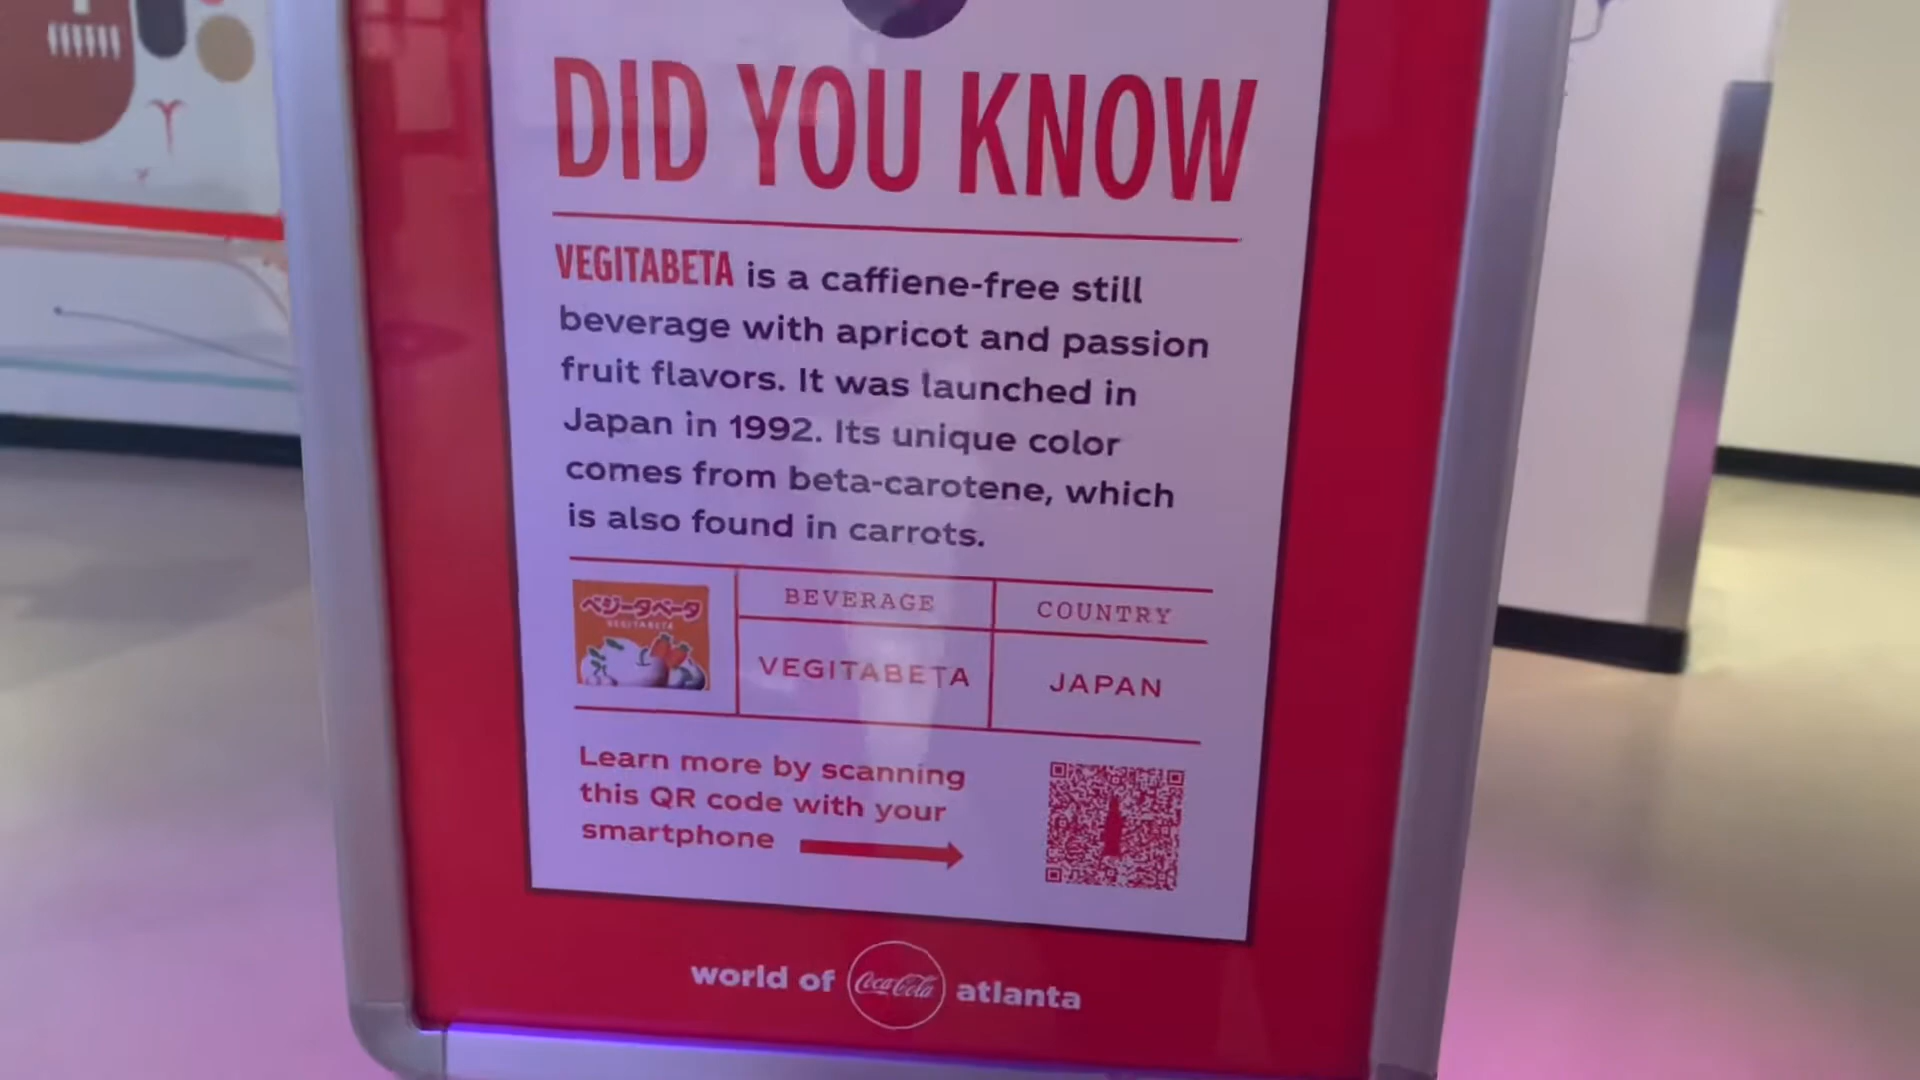 DID YOU KNOW
VEGITABETA is a caffiene-free still
beverage with apricot and passion
fruit flavors. It was launched in
Japan in 1992. Its unique color
comes from beta-carotene, which
is also found in carrots.
ベジータベータ
VEGITABETA
BEVERAGE
COUNTRY
VEGITABETA
JAPAN
Learn more by scanning
this QR code with your
smartphone
world of Coca-Cola atlanta